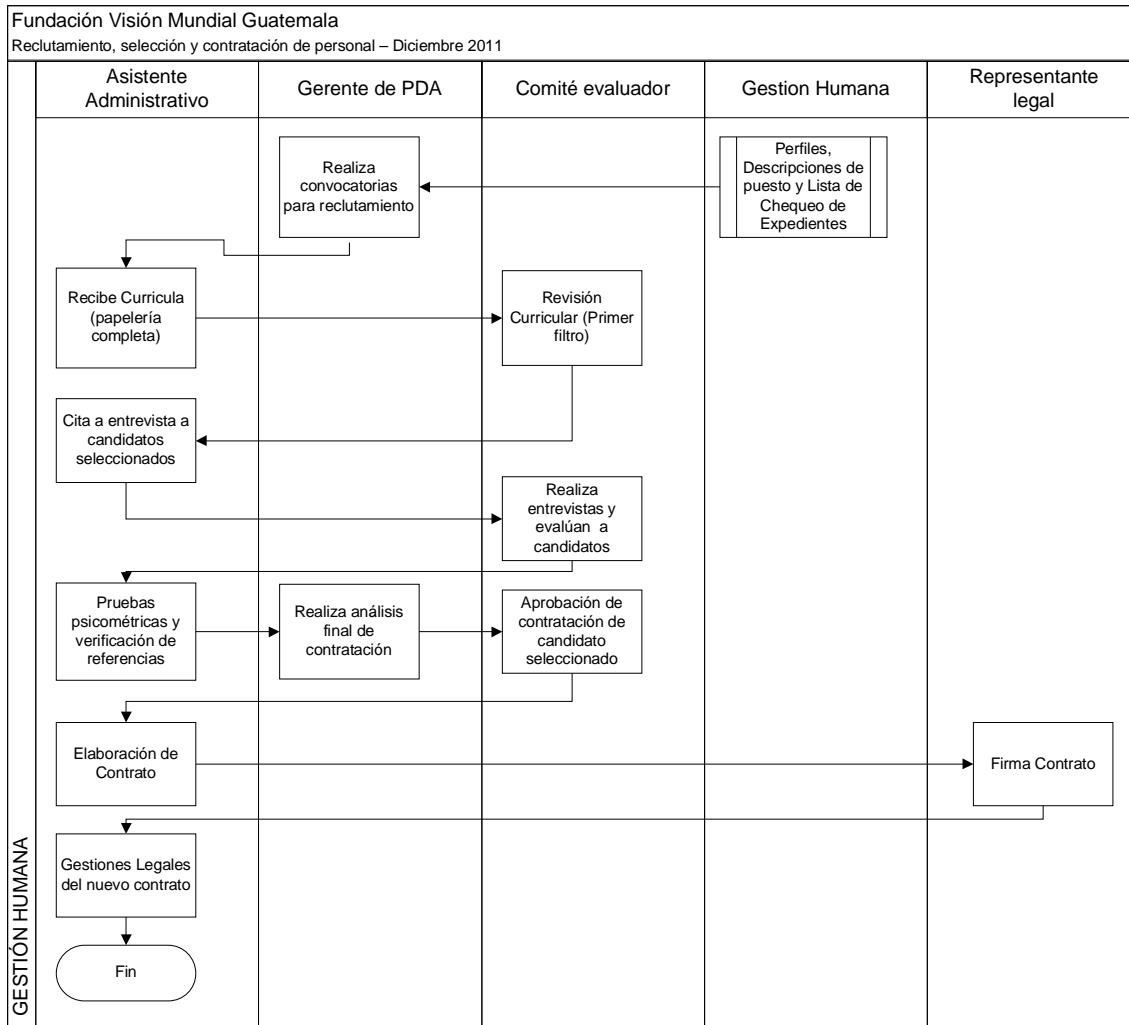 Fundación Visión Mundial Guatemala
Reclutamiento, selección y contratación de personal – Diciembre 2011
Asistente
Administrativo
Gerente de PDA
Comité evaluador
Gestion Humana
Representante
legal
Realiza
convocatorias
para reclutamiento
Perfiles,
Descripciones de
puesto y Lista de
Chequeo de
Expedientes
Recibe Curricula
(papelería
completa)
Revisión
Curricular (Primer
filtro)
Cita a entrevista a
candidatos
seleccionados
Realiza
entrevistas y
evalúan a
candidatos
Pruebas
psicométricas y
verificación de
referencias
Realiza análisis
final de
contratación
Aprobación de
contratación de
candidato
seleccionado
Elaboración de
Contrato
Firma Contrato
Gestiones Legales
del nuevo contrato
Fin
GESTIÓN HUMANA